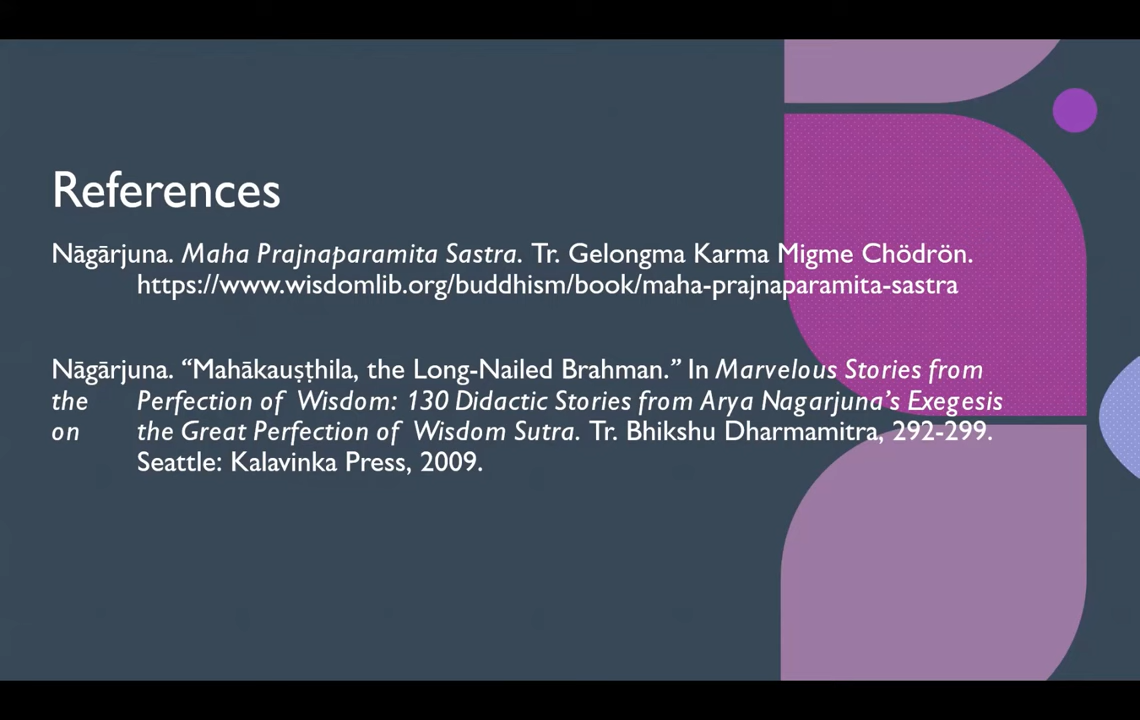 References
Nāgārjuna. Maha Prajnaparamita Sastra. Tr. Gelongma Karma Migme Chödrön.
https://www.wisdomlib.org/buddhism/book/maha-prajnaparamita-sastra
Nāgārjuna. “Mahākauṣṭhila, the Long-Nailed Brahman.” In Marvelous Stories from
the Perfection of Wisdom: 130 Didactic Stories from Arya Nagarjuna’s Exegesis
on the Great Perfection of Wisdom Sutra. Tr. Bhikshu Dharmamitra, 292-299.
Seattle: Kalavinka Press, 2009.